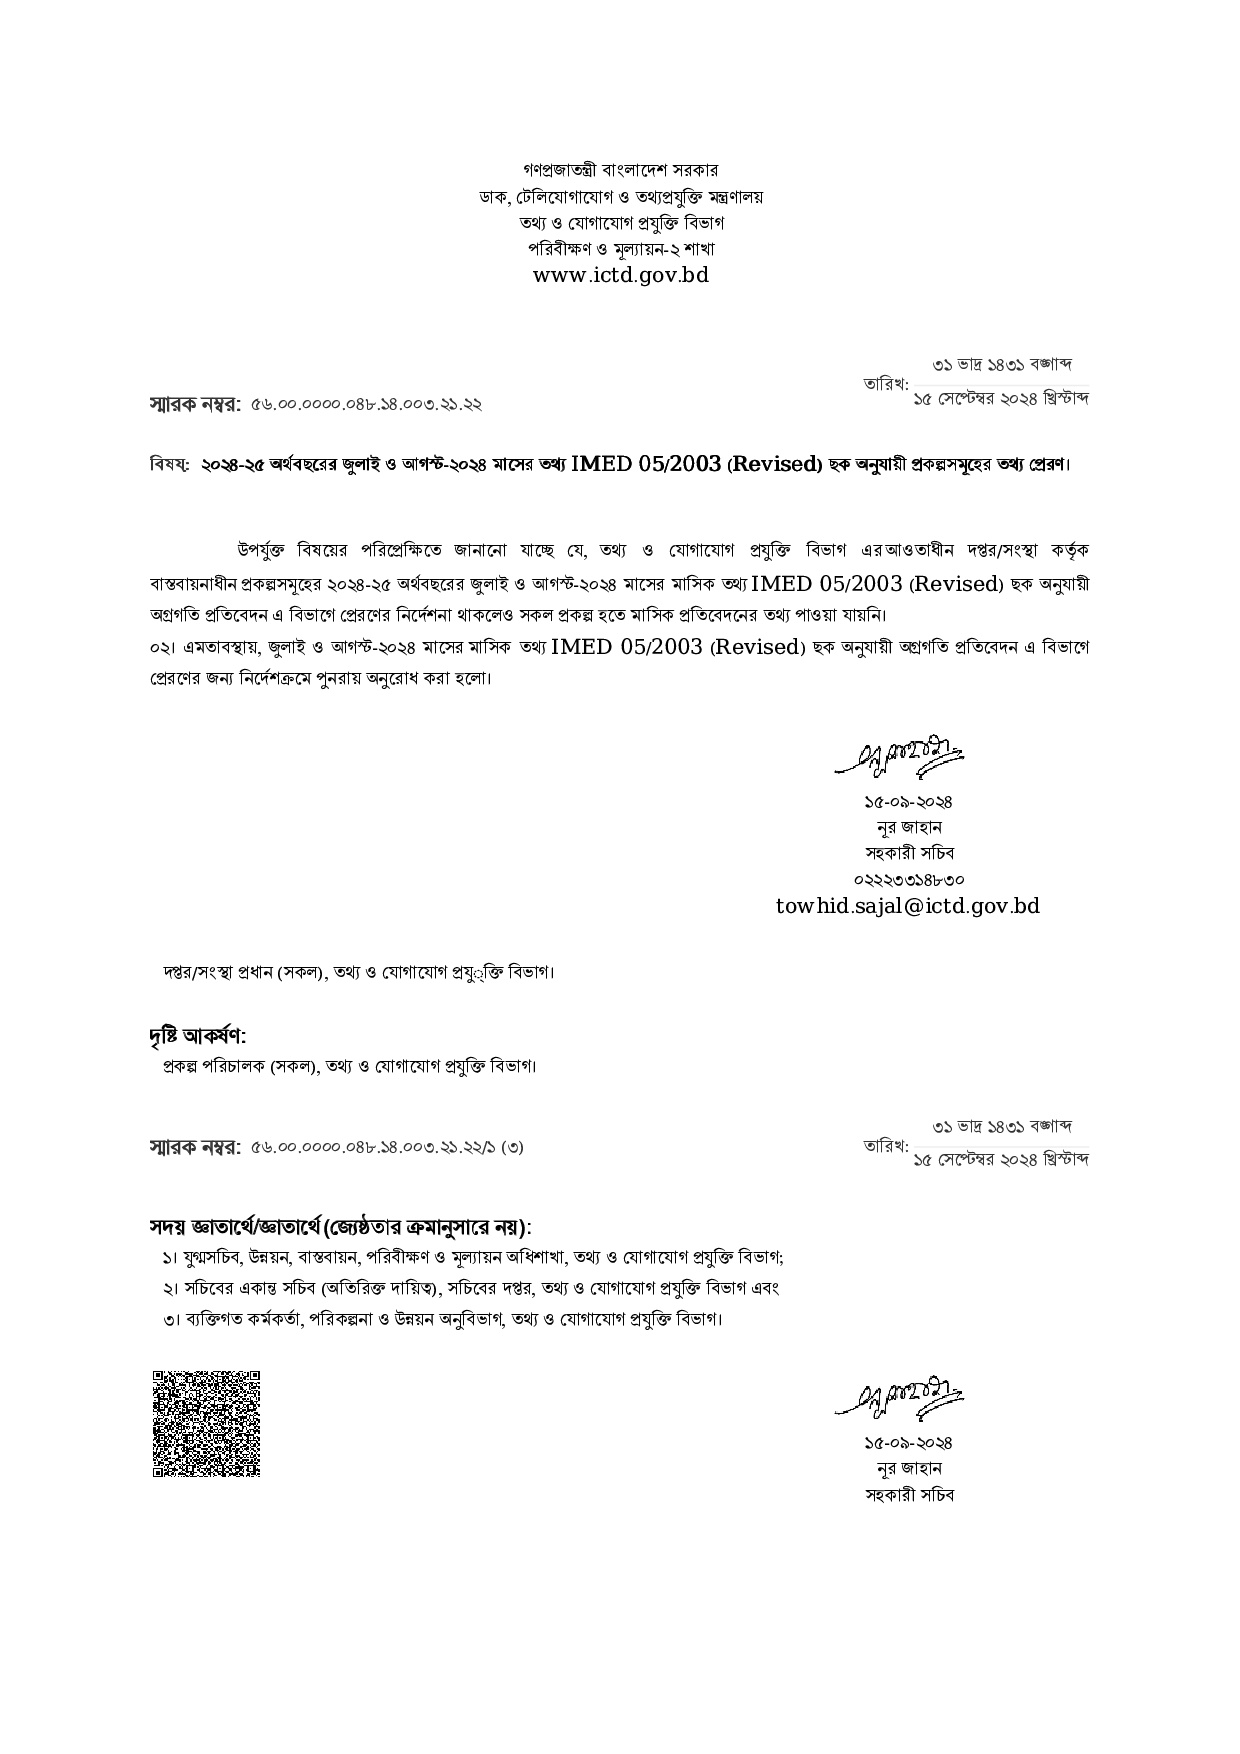 গণপ্রজাতন্ত্রী বাংলাদেশ সরকার
ডাক, টেলিযোগাযোগ ও তথ্যপ্রযুক্তি মন্ত্রণালয়
তথ্য ও যোগাযোগ প্রযুক্তি বিভাগ
পরিবীক্ষণ ও মূল্যায়ন-২ শাখা
www.ictd.gov.bd
৩১ ভাদ্র ১৪৩১ বঙ্গাব্দ
তারিখ:
১৫ সেপ্টেম্বর ২০২৪ খ্রিস্টাব্দ
স্মারক নম্বর: ৫৬.০০.০০০০.০৪৮.১৪.০০৩.২১.২২
বিষয়: ২০২৪-২৫ অর্থবছরের জুলাই ও আগস্ট-২০২৪ মাসের তথ্য IMED 05/2003 (Revised) ছক অনুযায়ী প্রকল্পসমূহের তথ্য প্রেরণ।
উপর্যুক্ত বিষয়ের পরিপ্রেক্ষিতে জানানো যাচ্ছে যে, তথ্য ও যোগাযোগ প্রযুক্তি বিভাগ এর আওতাধীন দপ্তর/সংস্থা কর্তৃক
বাস্তবায়নাধীন প্রকল্পসমূহের ২০২৪-২৫ অর্থবছরের জুলাই ও আগস্ট-২০২৪ মাসের মাসিক তথ্য IMED 05/2003 (Revised) ছক অনুযায়ী
অগ্রগতি প্রতিবেদন এ বিভাগে প্রেরণের নির্দেশনা থাকলেও সকল প্রকল্প হতে মাসিক প্রতিবেদনের তথ্য পাওয়া যায়নি।
০২। এমতাবস্থায়, জুলাই ও আগস্ট-২০২৪ মাসের মাসিক তথ্য IMED 05/2003 (Revised) ছক অনুযায়ী অগ্রগতি প্রতিবেদন এ বিভাগে
প্রেরণের জন্য নির্দেশক্রমে পুনরায় অনুরোধ করা হলো।
নূরজাহান
১৫-০৯-২০২৪
নূর জাহান
সহকারী সচিব
০২২২৩৩১৪৮৩০
towhid.sajal@ictd.gov.bd
দপ্তর/সংস্থা প্রধান (সকল), তথ্য ও যোগাযোগ প্রযু্ক্তি বিভাগ।
দৃষ্টি আকর্ষণ:
প্রকল্প পরিচালক (সকল), তথ্য ও যোগাযোগ প্রযুক্তি বিভাগ।
৩১ ভাদ্র ১৪৩১ বঙ্গাব্দ
তারিখ:
১৫ সেপ্টেম্বর ২০২৪ খ্রিস্টাব্দ
স্মারক নম্বর: ৫৬.০০.০০০০.০৪৮.১৪.০০৩.২১.২২/১ (৩)
সদয় জ্ঞাতার্থে/জ্ঞাতার্থে (জ্যেষ্ঠতার ক্রমানুসারে নয়):
১। যুগ্মসচিব, উন্নয়ন, বাস্তবায়ন, পরিবীক্ষণ ও মূল্যায়ন অধিশাখা, তথ্য ও যোগাযোগ প্রযুক্তি বিভাগ;
২। সচিবের একান্ত সচিব (অতিরিক্ত দায়িত্ব), সচিবের দপ্তর, তথ্য ও যোগাযোগ প্রযুক্তি বিভাগ এবং
৩। ব্যক্তিগত কর্মকর্তা, পরিকল্পনা ও উন্নয়ন অনুবিভাগ, তথ্য ও যোগাযোগ প্রযুক্তি বিভাগ।
নূরজাহান
১৫-০৯-২০২৪
নূর জাহান
সহকারী সচিব